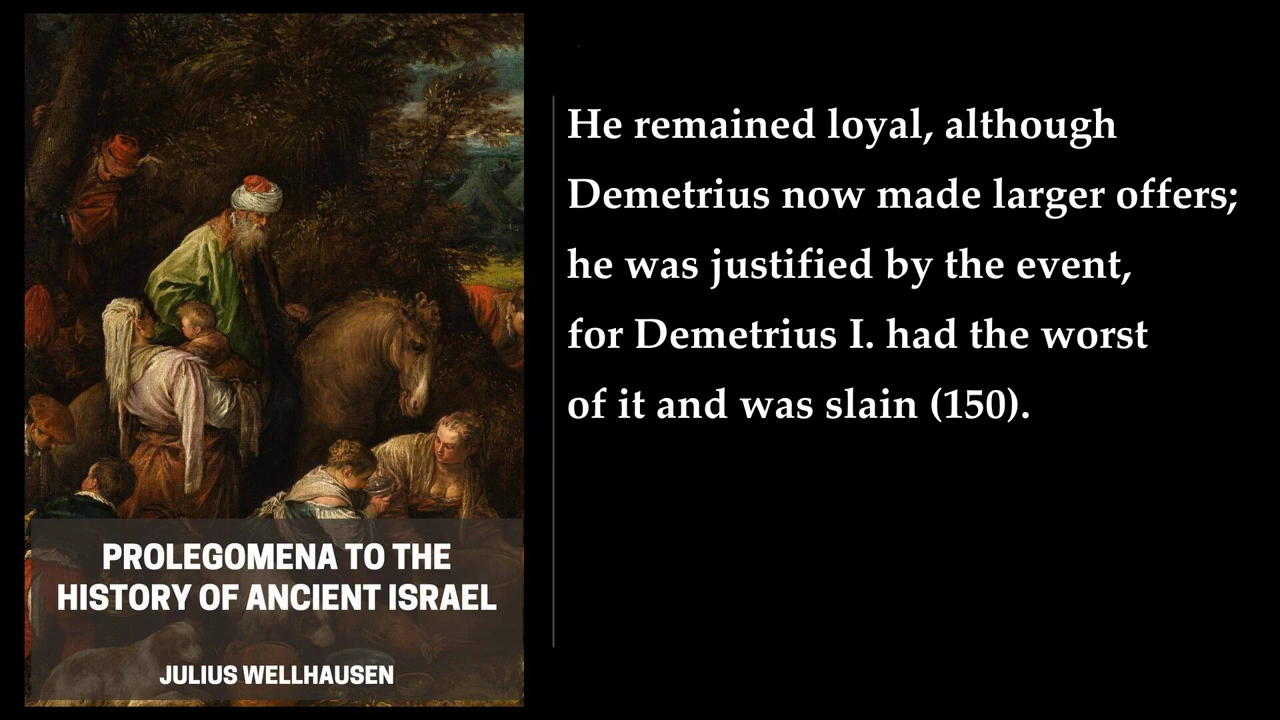 He remained loyal, although
Demetrius now made larger offers;
he was justified by the event,
for Demetrius I. had the worst
of it and was slain (150).
PROLEGOMENA TO THE
HISTORY OF ANCIENT ISRAEL
JULIUS WELLHAUSEN